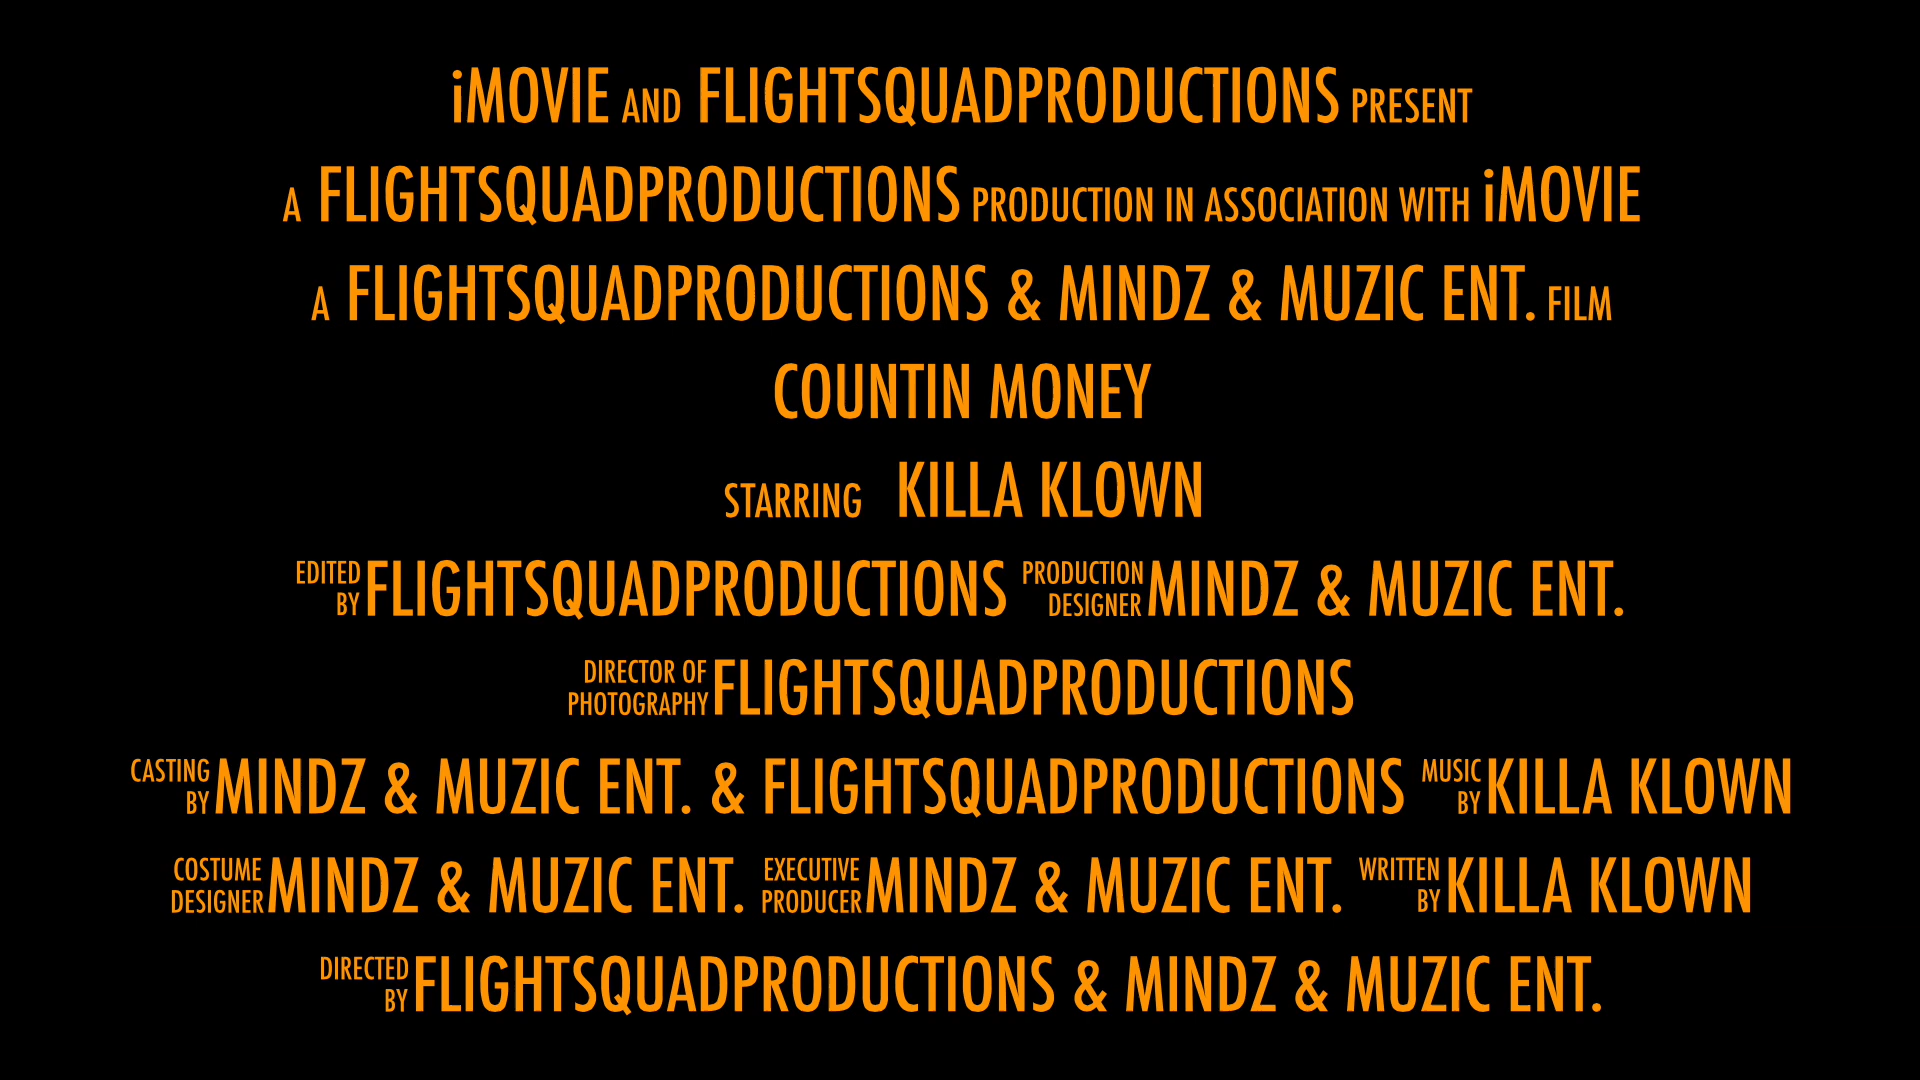 iMOVIE AND FLIGHTSQUADPRODUCTIONS PRESENT
A FLIGHTSQUADPRODUCTIONS PRODUCTION IN ASSOCIATION WITH iMOVIE
A FLIGHTSQUADPRODUCTIONS & MINDZ & MUZIC ENT. FILM
COUNTIN MONEY
STARRING KILLA KLOWN
EDITED BY FLIGHTSQUADPRODUCTIONS PRODUCTION DESIGNER MINDZ & MUZIC ENT.
DIRECTOR OF PHOTOGRAPHY FLIGHTSQUADPRODUCTIONS
CASTING BY MINDZ & MUZIC ENT. & FLIGHTSQUADPRODUCTIONS MUSIC BY KILLA KLOWN
COSTUME DESIGNER MINDZ & MUZIC ENT. EXECUTIVE PRODUCER MINDZ & MUZIC ENT. WRITTEN BY KILLA KLOWN
DIRECTED BY FLIGHTSQUADPRODUCTIONS & MINDZ & MUZIC ENT.